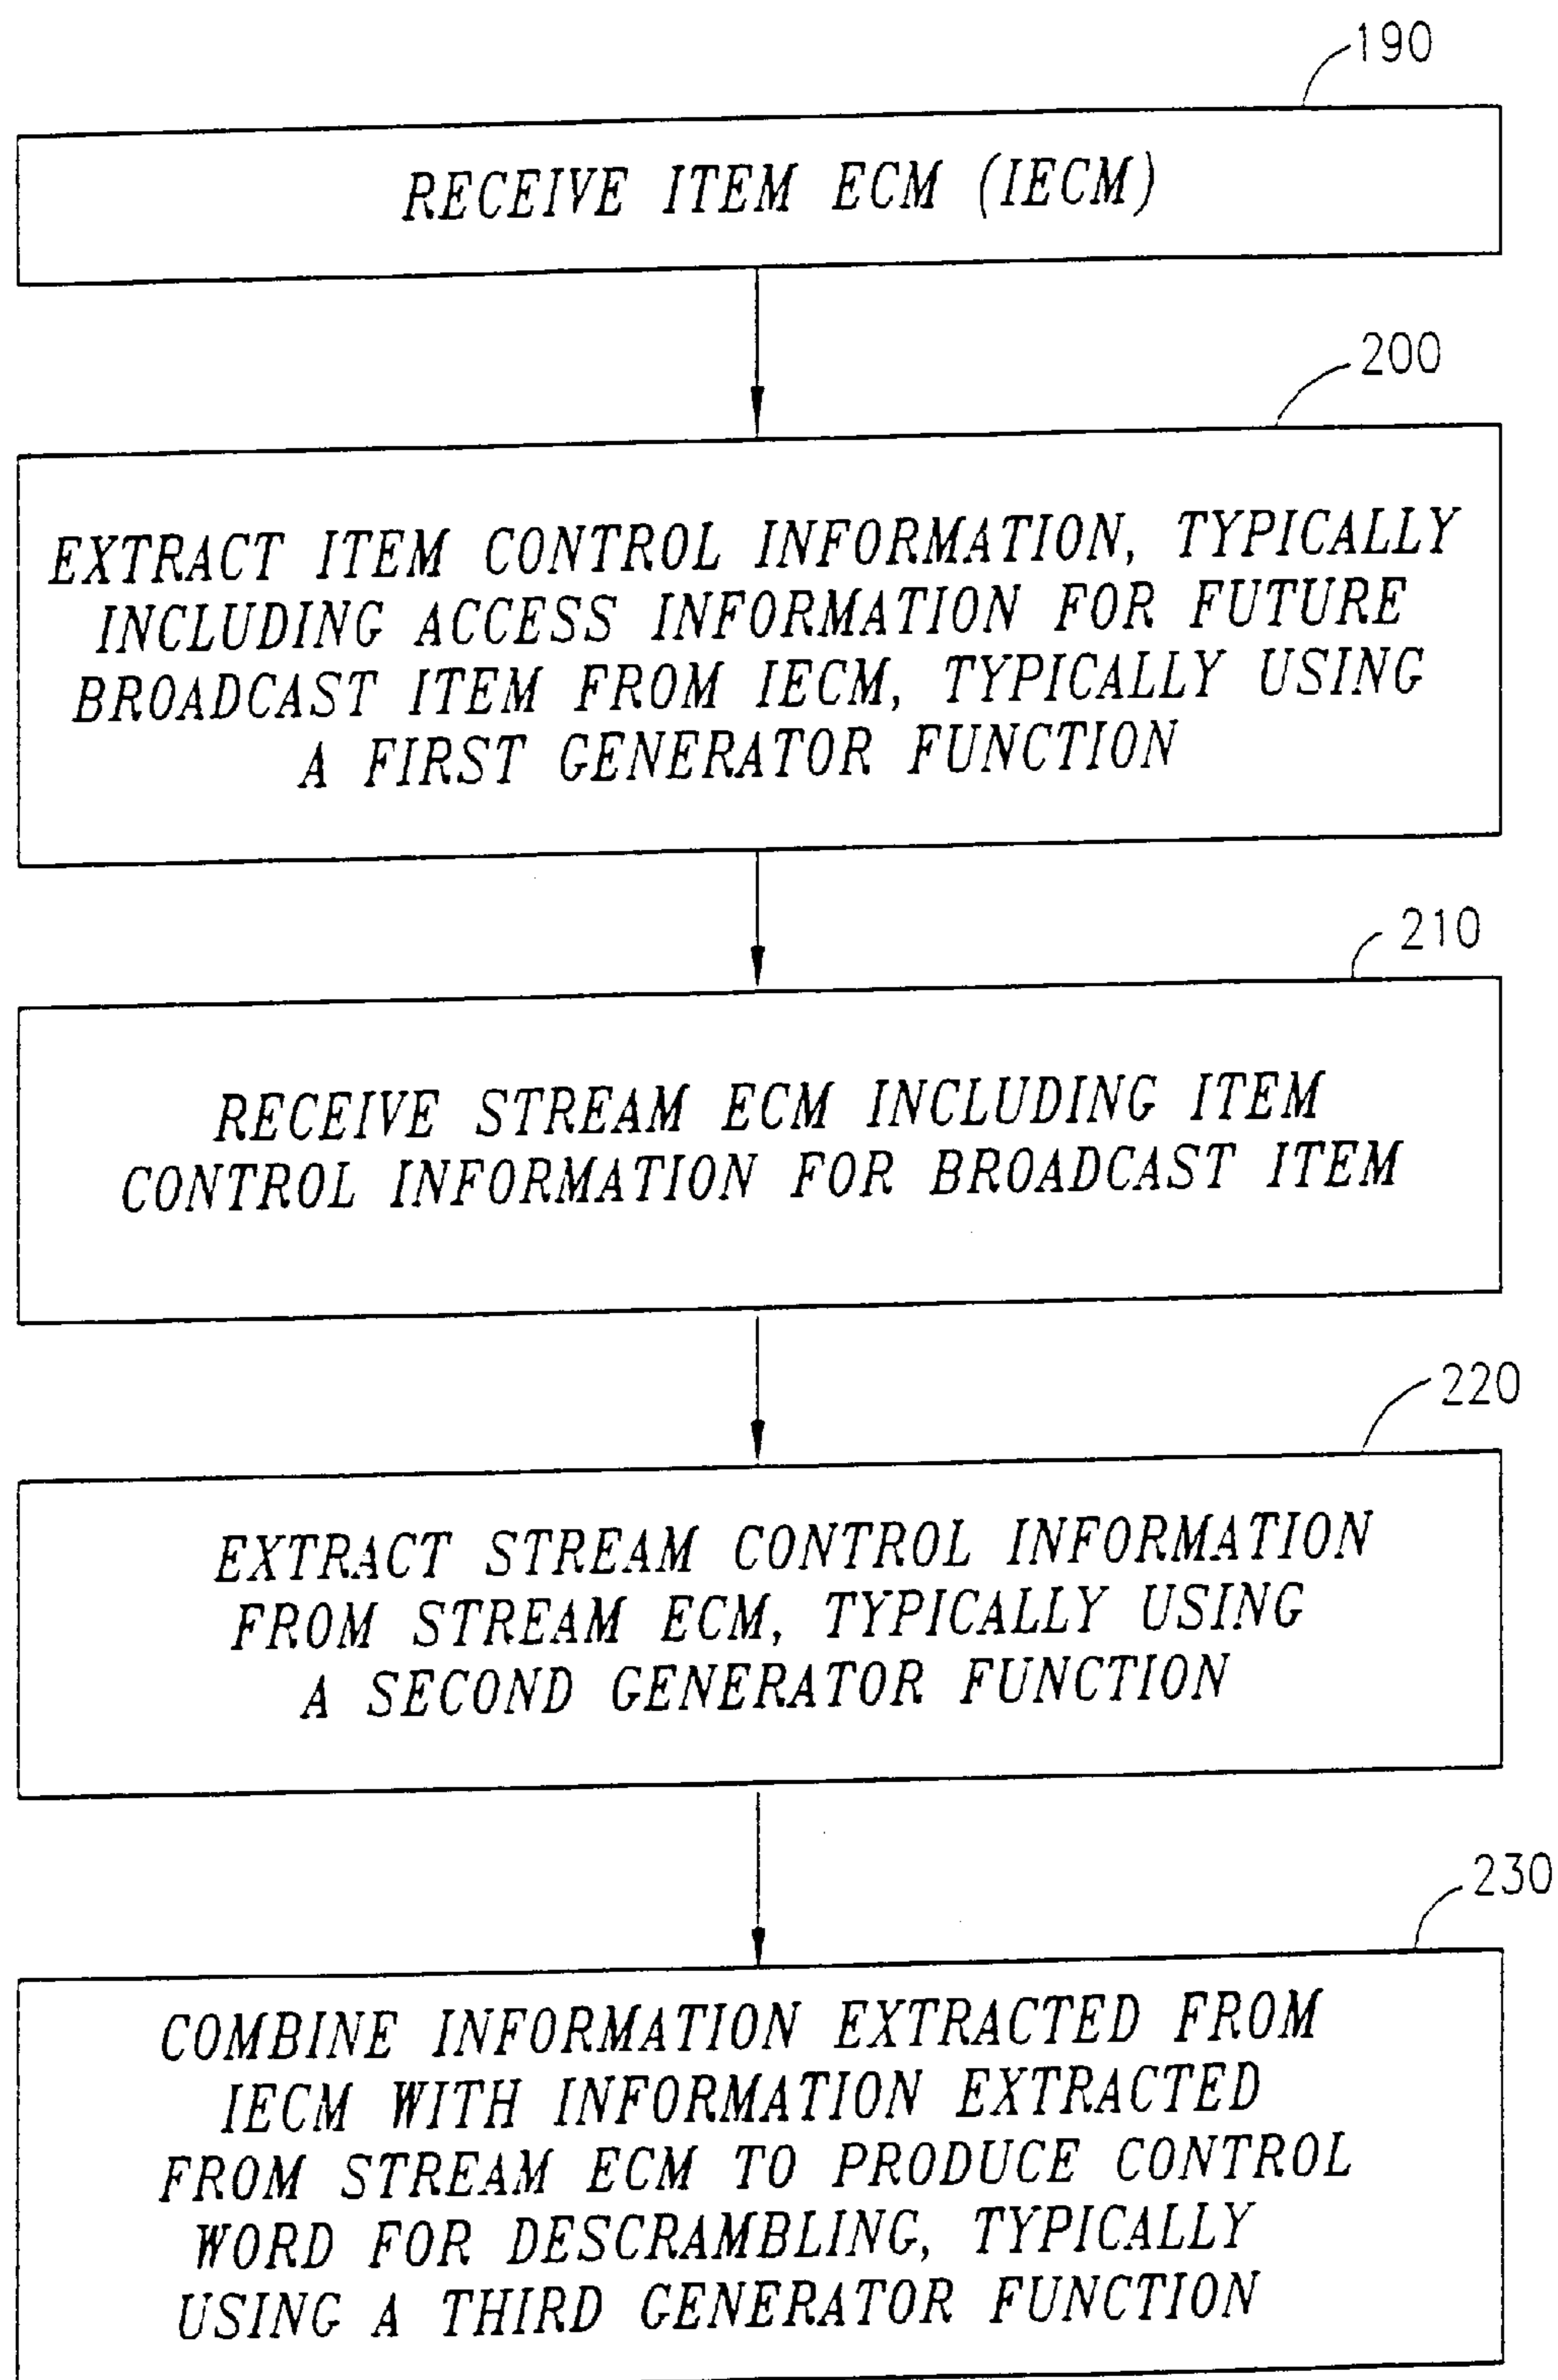 190
RECEIVE ITEM ECM (IECM)
200
EXTRACT ITEM CONTROL INFORMATION, TYPICALLY
INCLUDING ACCESS INFORMATION FOR FUTURE
BROADCAST ITEM FROM IECM, TYPICALLY USING
A FIRST GENERATOR FUNCTION
210
RECEIVE STREAM ECM INCLUDING ITEM
CONTROL INFORMATION FOR BROADCAST ITEM
220
EXTRACT STREAM CONTROL INFORMATION
FROM STREAM ECM, TYPICALLY USING
A SECOND GENERATOR FUNCTION
230
COMBINE INFORMATION EXTRACTED FROM
IECM WITH INFORMATION EXTRACTED
FROM STREAM ECM TO PRODUCE CONTROL
WORD FOR DESCRAMBLING, TYPICALLY
USING A THIRD GENERATOR FUNCTION